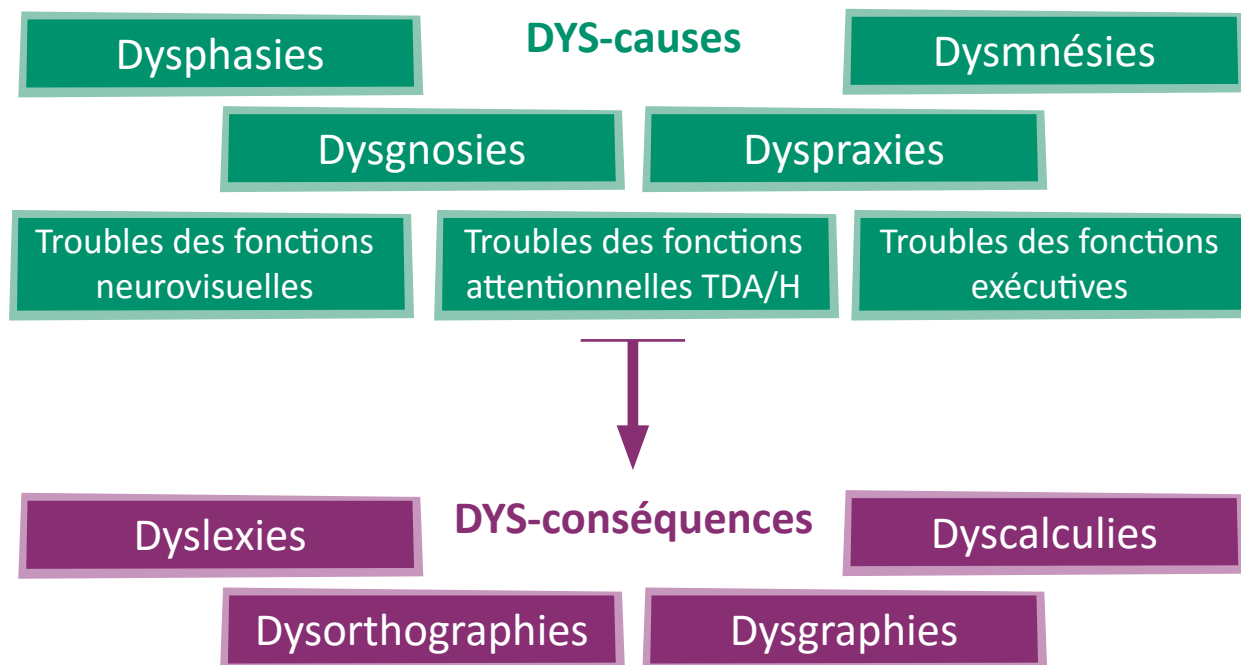 DYS-causes
Dysphasies
Dysmnésies
Dysgnosies
Dyspraxies
Troubles des fonctions
neurovisuelles
Troubles des fonctions
attentionnelles TDA/H
Troubles des fonctions
exécutives
DYS-conséquences
Dyslexies
Dyscalculies
Dysorthographies
Dysgraphies